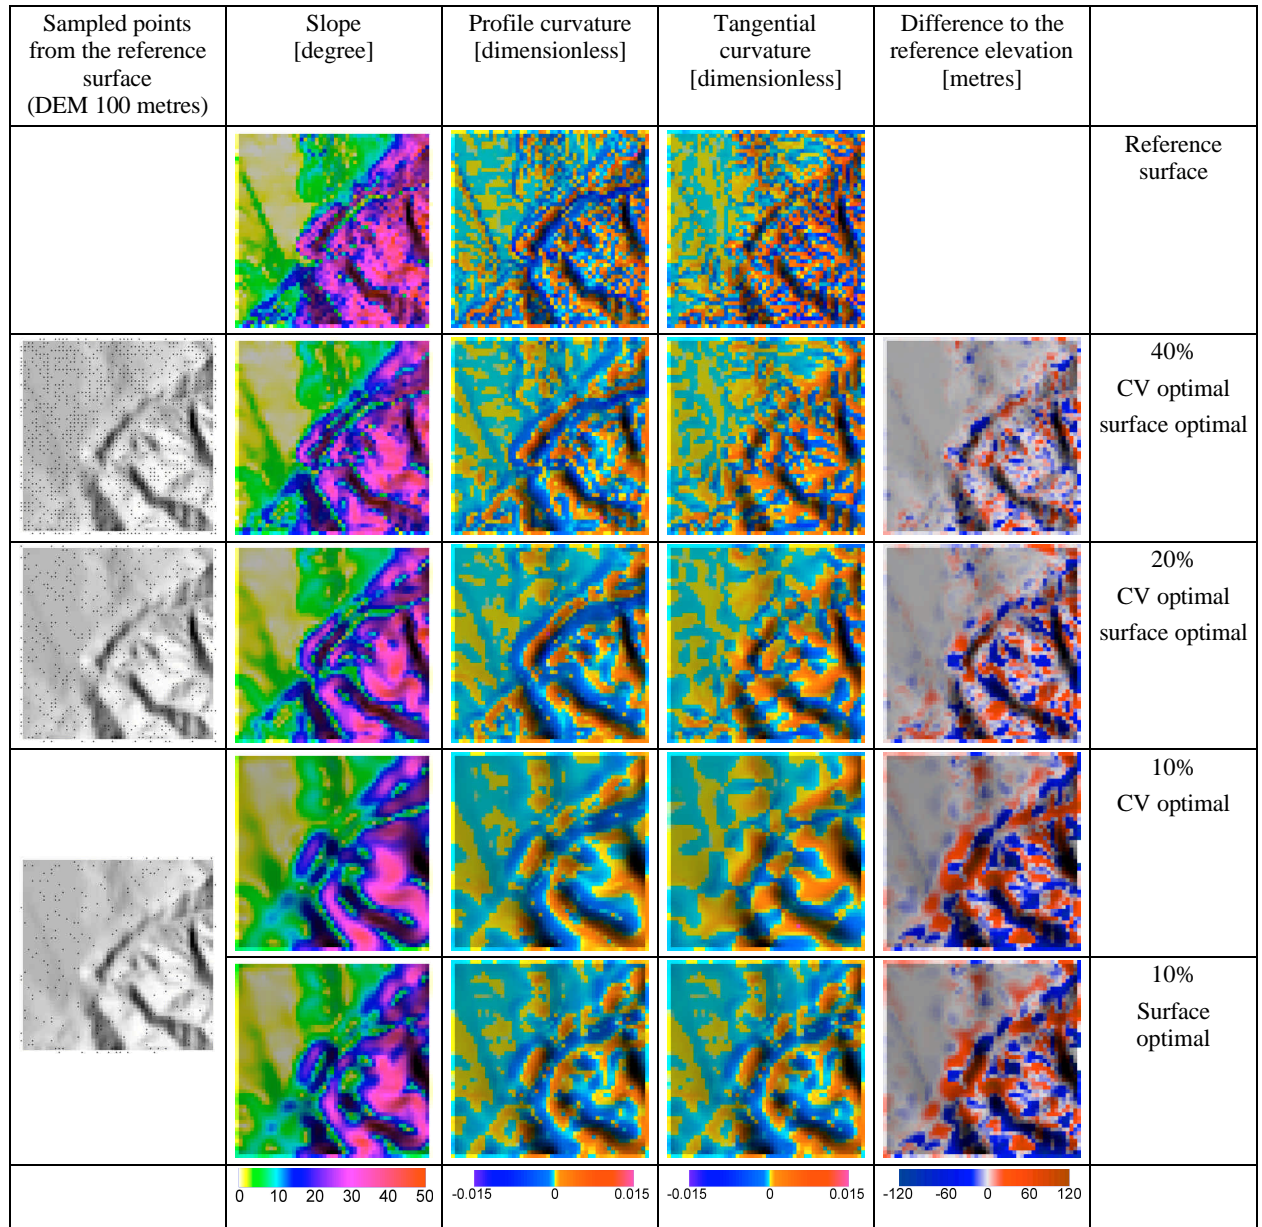 Sampled points
from the reference
surface
(DEM 100 metres)
Slope
[degree]
Profile curvature
[dimensionless]
Tangential
curvature
[dimensionless]
Difference to the
reference elevation
[metres]
Reference
surface
40%
CV optimal
surface optimal
20%
CV optimal
surface optimal
10%
CV optimal
10%
Surface
optimal
0 10 20 30 40 50
-0.015 0 0.015
-0.015 0 0.015
-120 -60 0 60 120